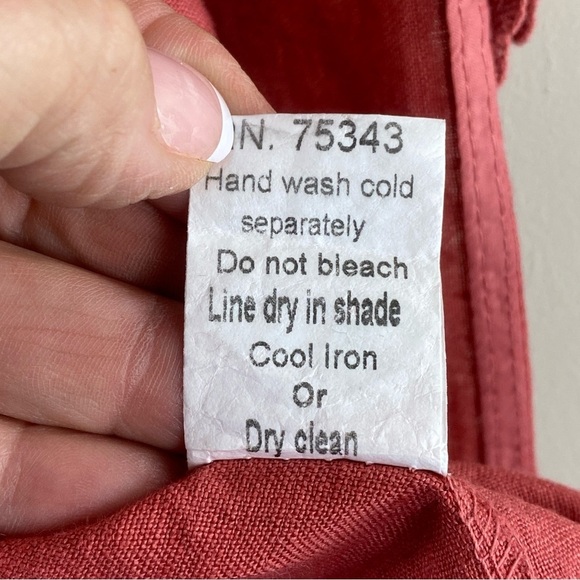 N. 75343
Hand wash cold
separately
Do not bleach
Line dry in shade
Cool Iron
Or
Dry clean